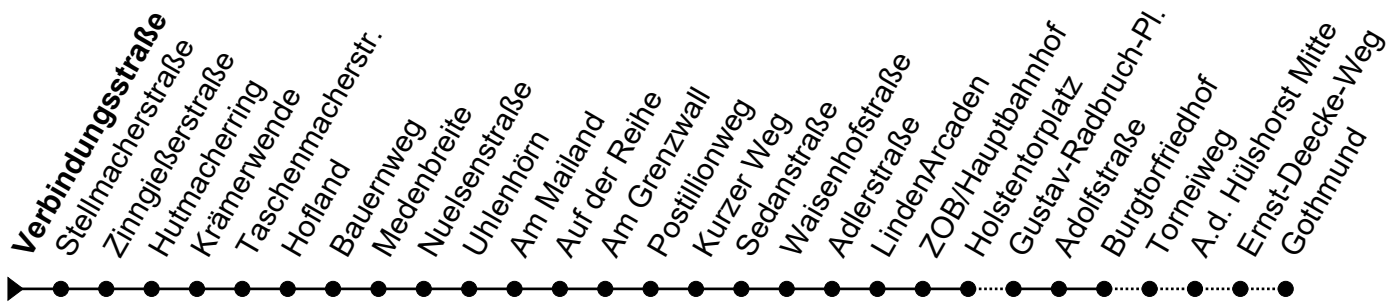 Verbindungsstraße
Stellmacherstraße
Zinngießerstraße
Hutmacherring
Krämerwende
Taschenmacherstr.
Hofland
Bauernweg
Medenbreite
Nuelsenstraße
Uhlenhörn
Am Mailand
Auf der Reihe
Am Grenzwall
Postillionweg
Kurzer Weg
Sedanstraße
Waisenhofstraße
Adlerstraße
LindenArcaden
ZOB/Hauptbahnhof
Holstentorplatz
Gustav-Radbruch-Pl.
Adolfstraße
Burgtorfriedhof
Torneiweg
A.d. Hülshorst Mitte
Ernst-Deecke-Weg
Gothmund